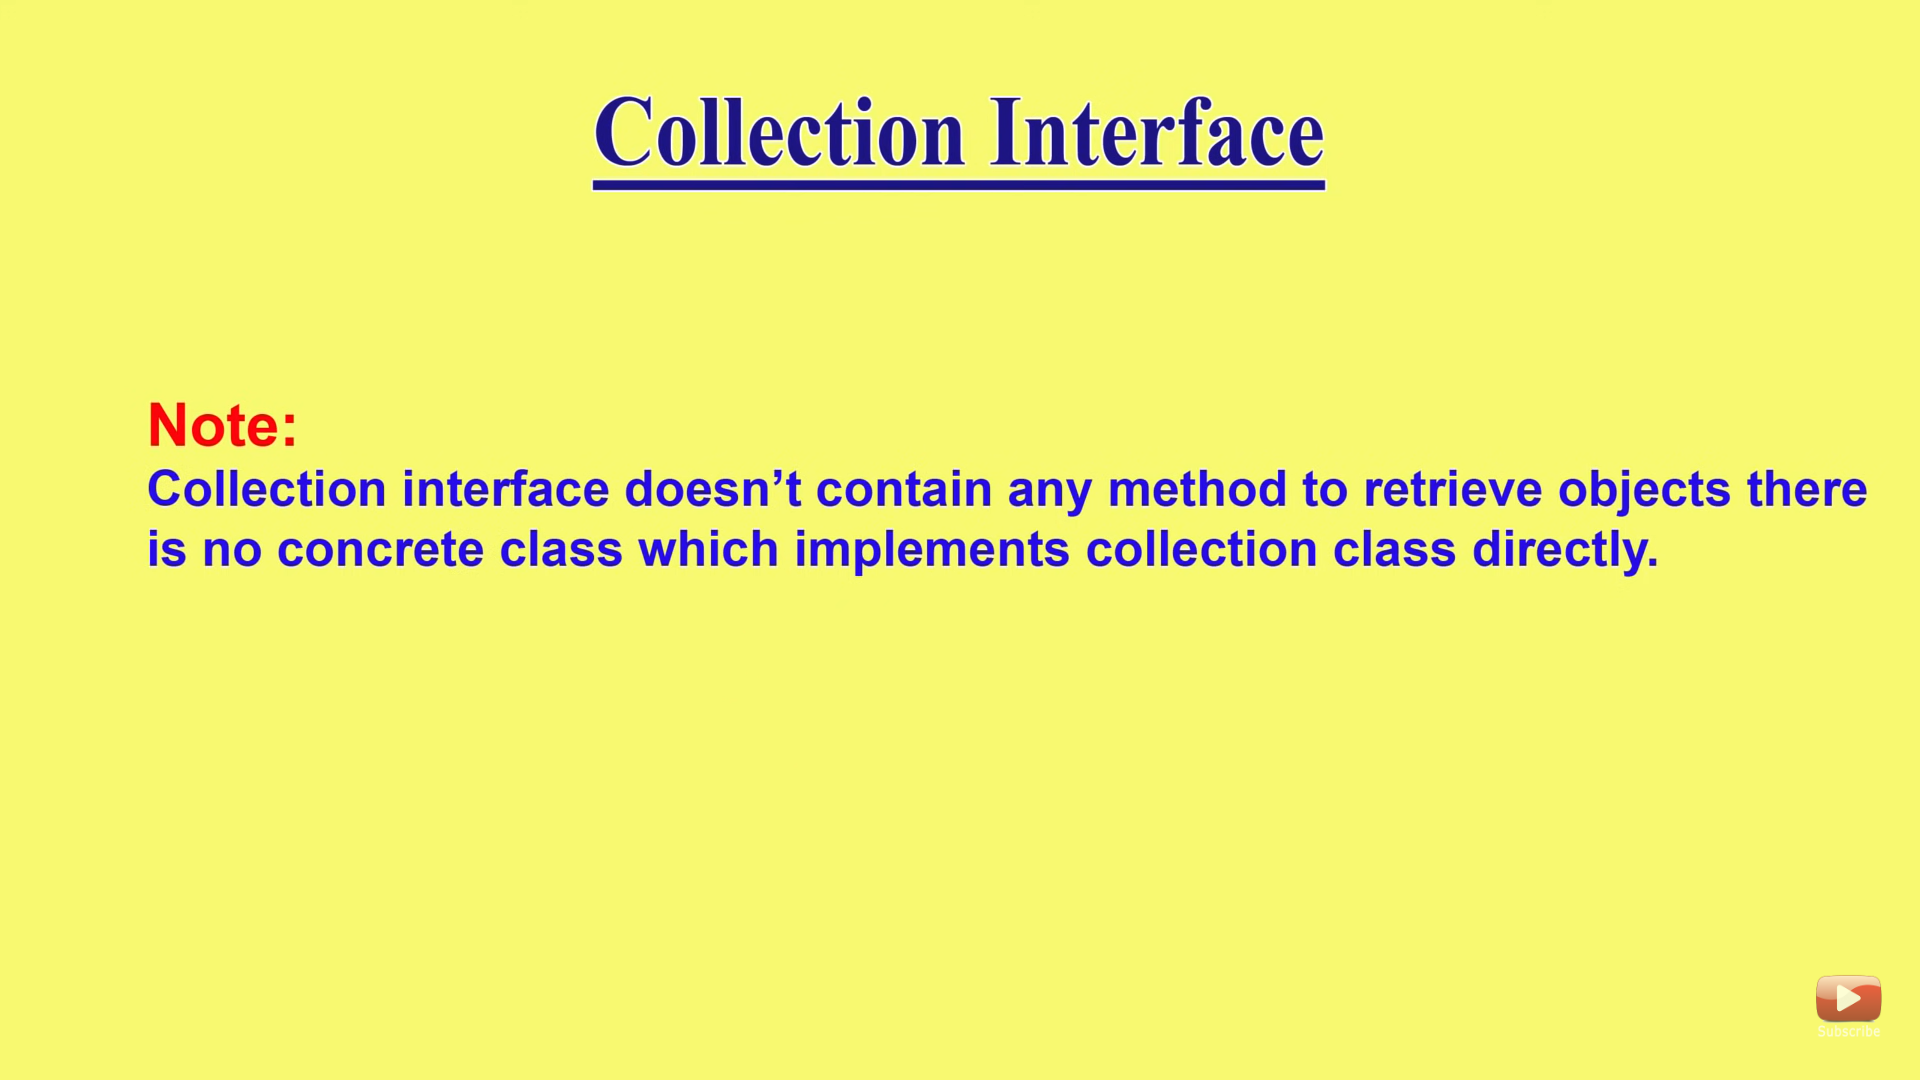 Collection Interface
Note:
Collection interface doesn’t contain any method to retrieve objects there
is no concrete class which implements collection class directly.
Subscribe